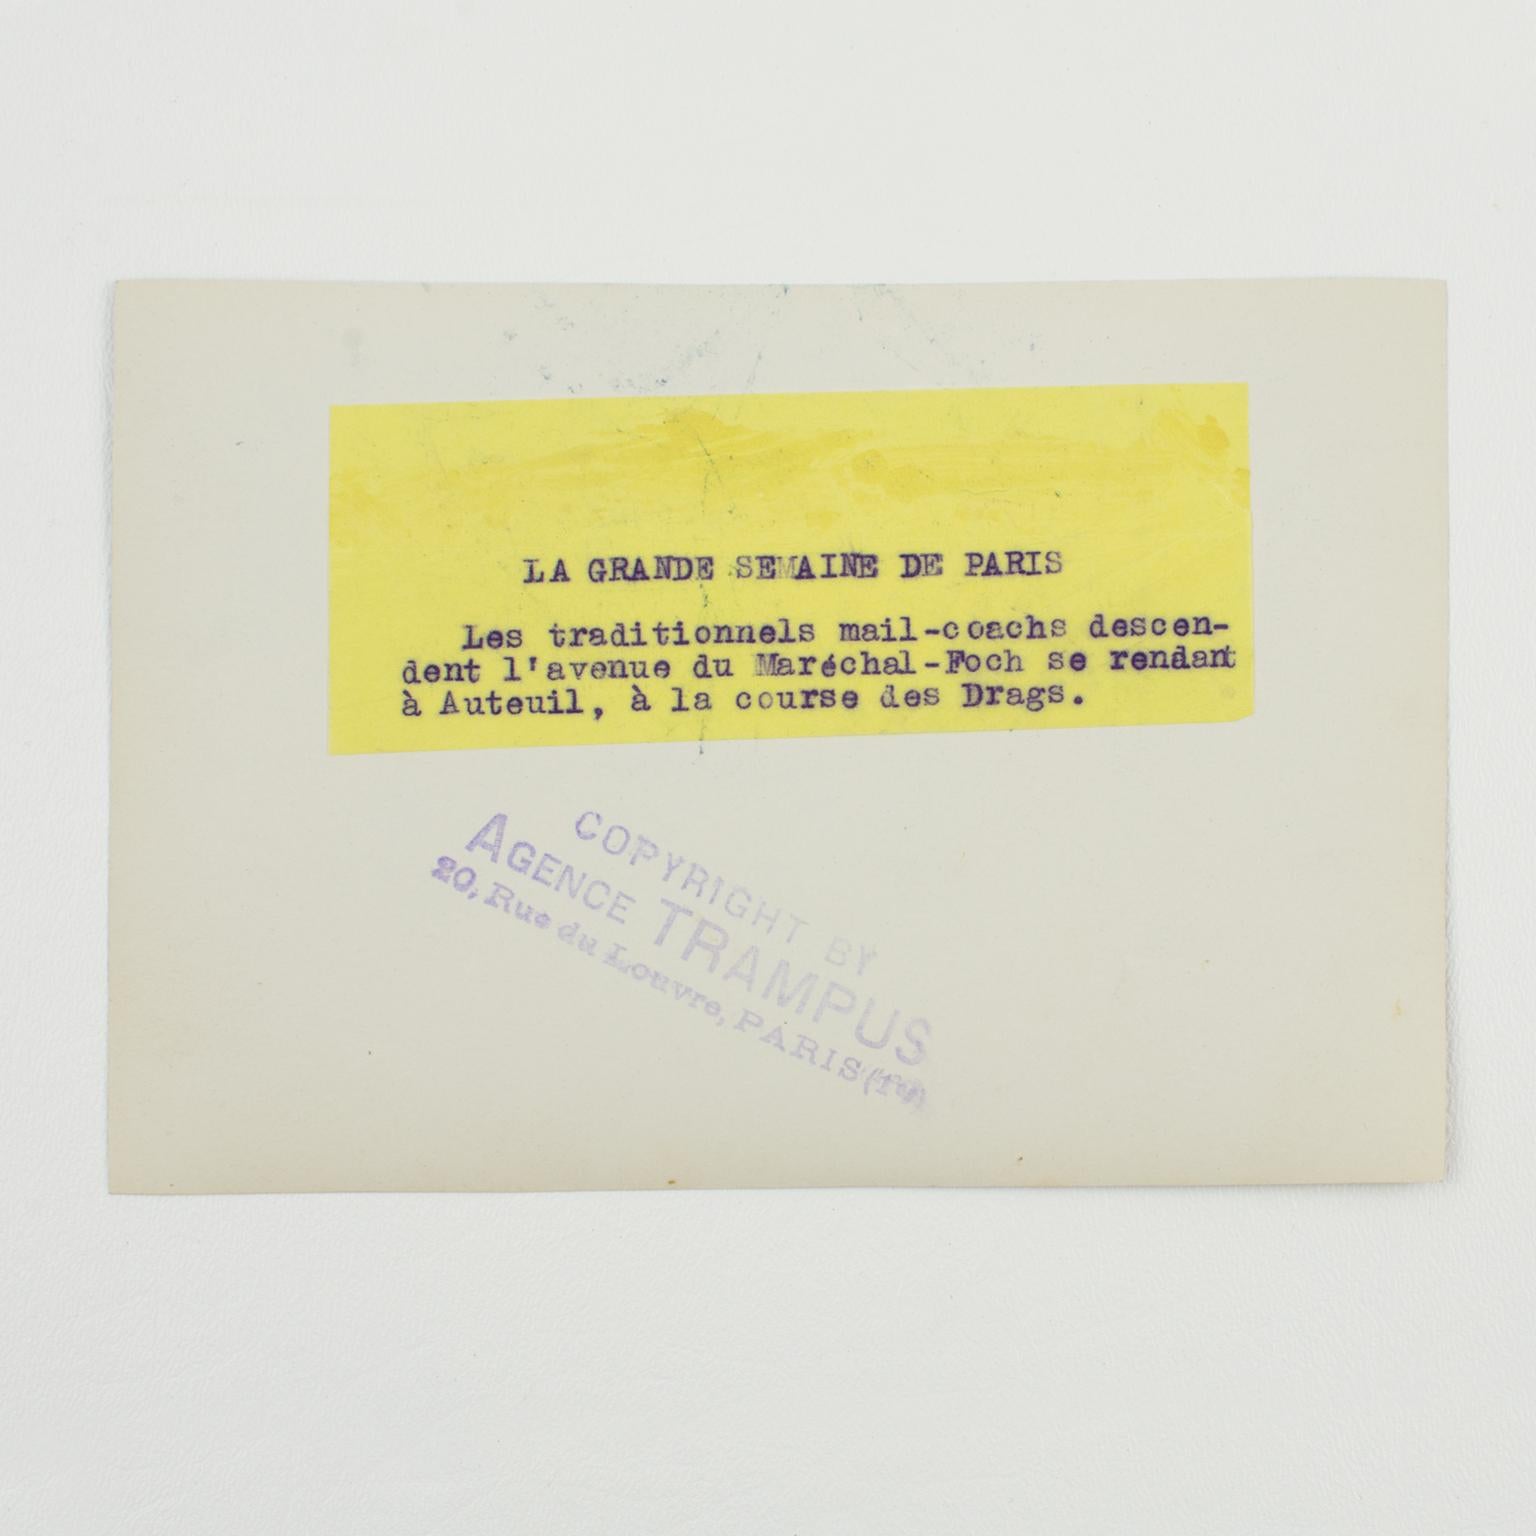 LA GRANDE SEMAINE DE PARIS
Les traditionnels mail-coachs descen-
dent l'avenue du Maréchal-Foch se rendant
à Auteuil, à la course des Drags.
COPYRIGHT BY
AGENCE TRAMPUS
20, Rue du Louvre, PARIS